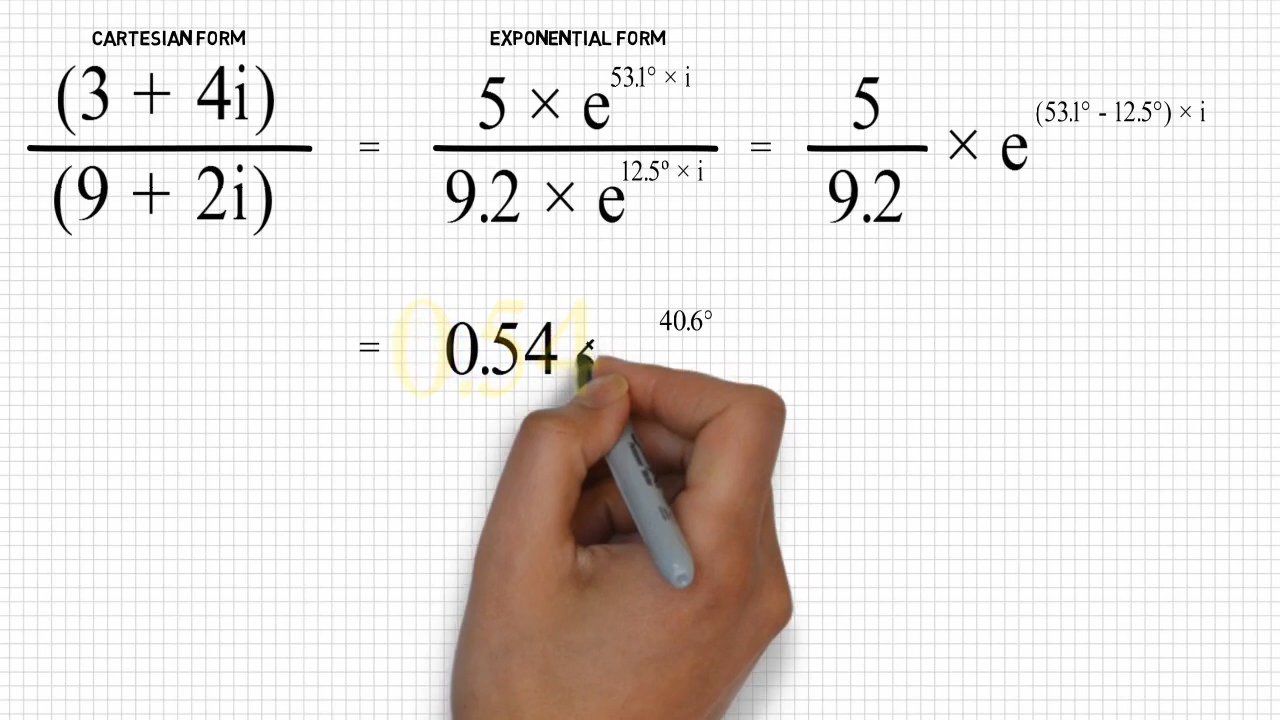 CARTESIAN FORM EXPONENTIAL FORM
(3 + 4i) / (9 + 2i) = 5 × e^53.1° × i / 9.2 × e^12.5° × i = 5 / 9.2 × e^(53.1° - 12.5°) × i
= 0.54 × 40.6°